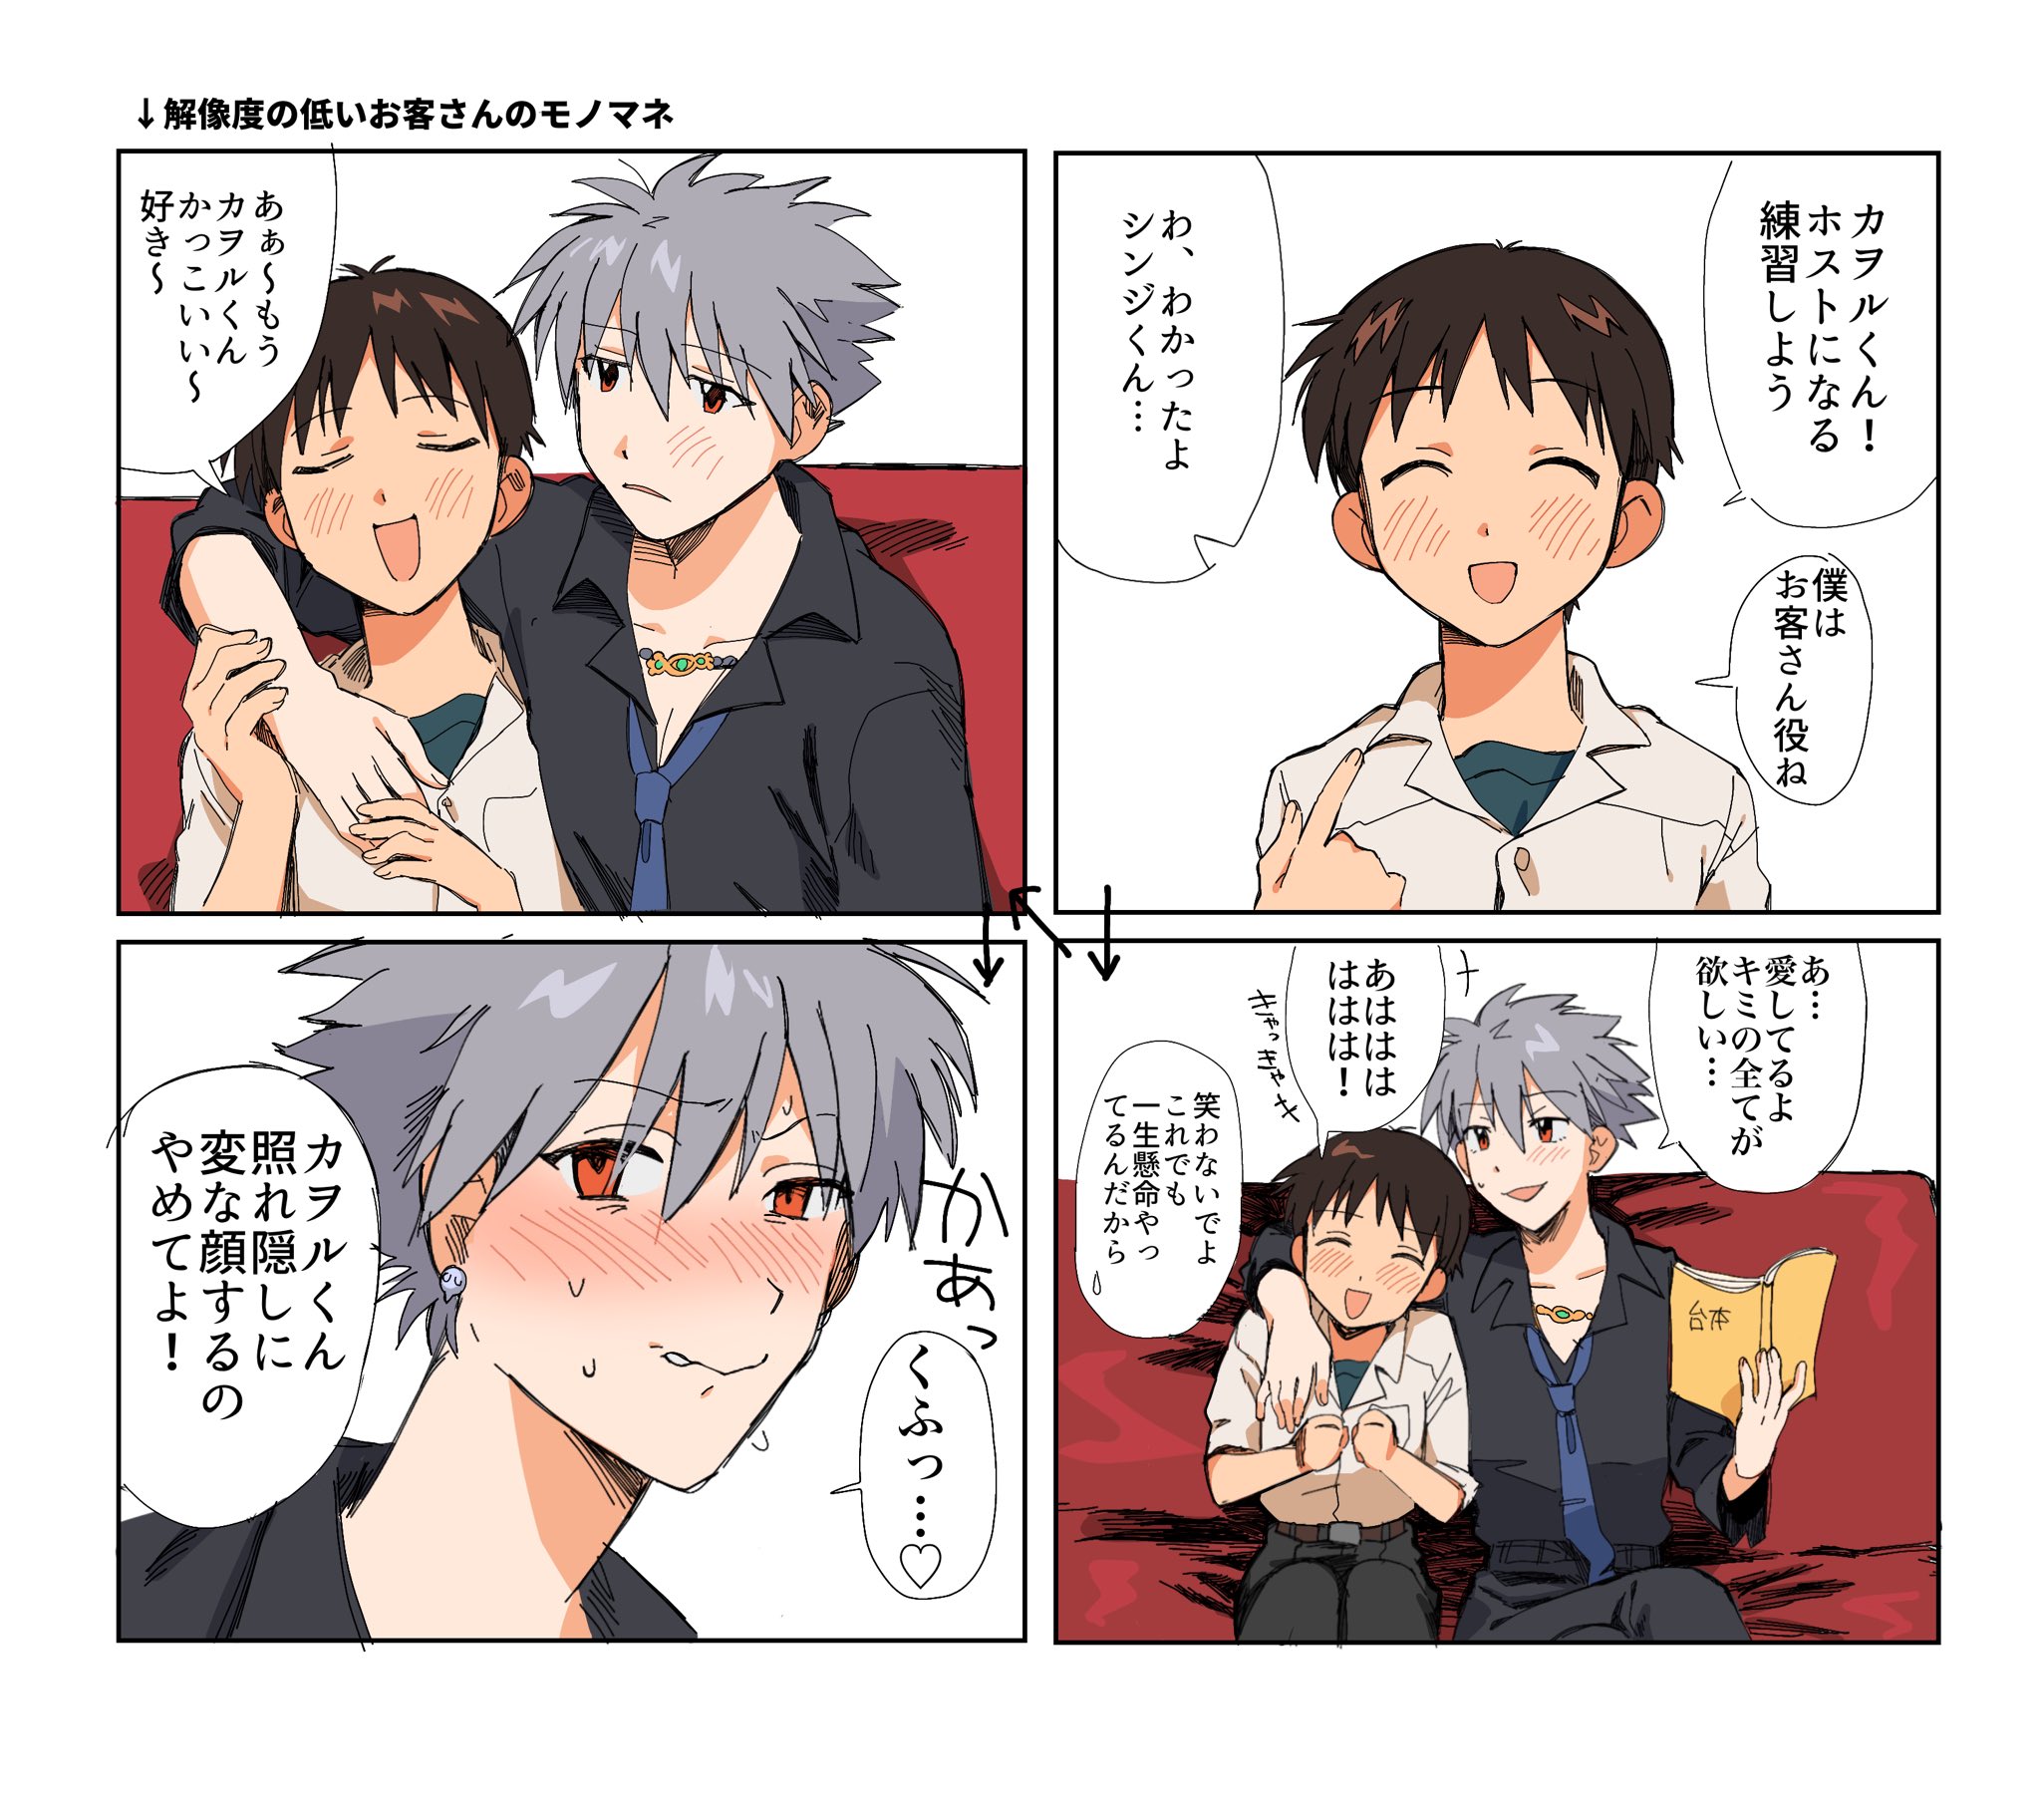 カヲルくん！
ホストになる
練習しよう
僕は
お客さん役ね
わ、わかったよ
シンジくん…
あ…
愛してるよ
キミの全てが
欲しい…
あははは
ははは！
きゃっきゃ
笑わないでよ
これでも
一生懸命やっ
てるんだから
台本
↓解像度の低いお客さんのモノマネ
あぁ〜もう
カヲルくん
かっこいい〜
好き〜
かあっ
くふっ…♡
カヲルくん
照れ隠しに
変な顔するの
やめてよ！